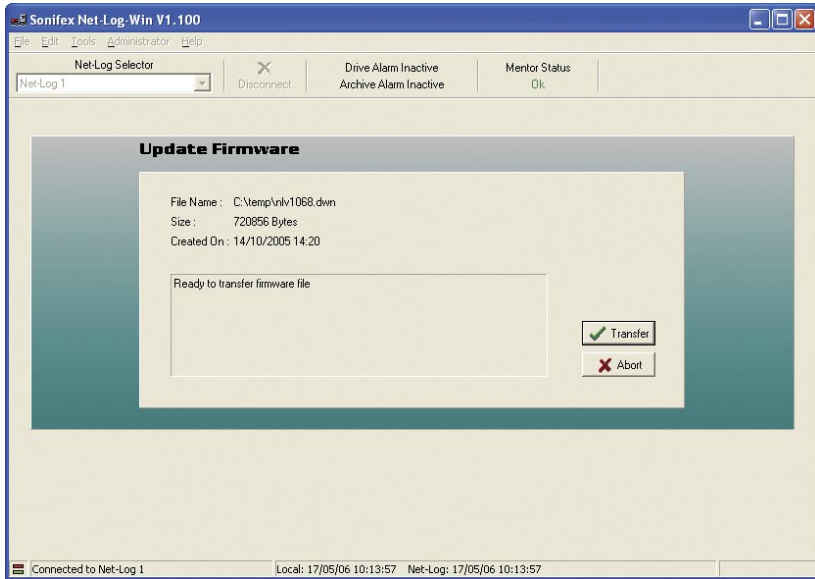 Sonifex Net-Log-Win V1.100
File Edit Tools Administrator Help
Net-Log Selector
Net-Log 1
Disconnect
Drive Alarm Inactive
Archive Alarm Inactive
Mentor Status
Ok
Update Firmware
File Name : C:\temp\nlv1068.dwn
Size : 720856 Bytes
Created On : 14/10/2005 14:20
Ready to transfer firmware file
Transfer
Abort
Connected to Net-Log 1 Local: 17/05/06 10:13:57 Net-Log: 17/05/06 10:13:57